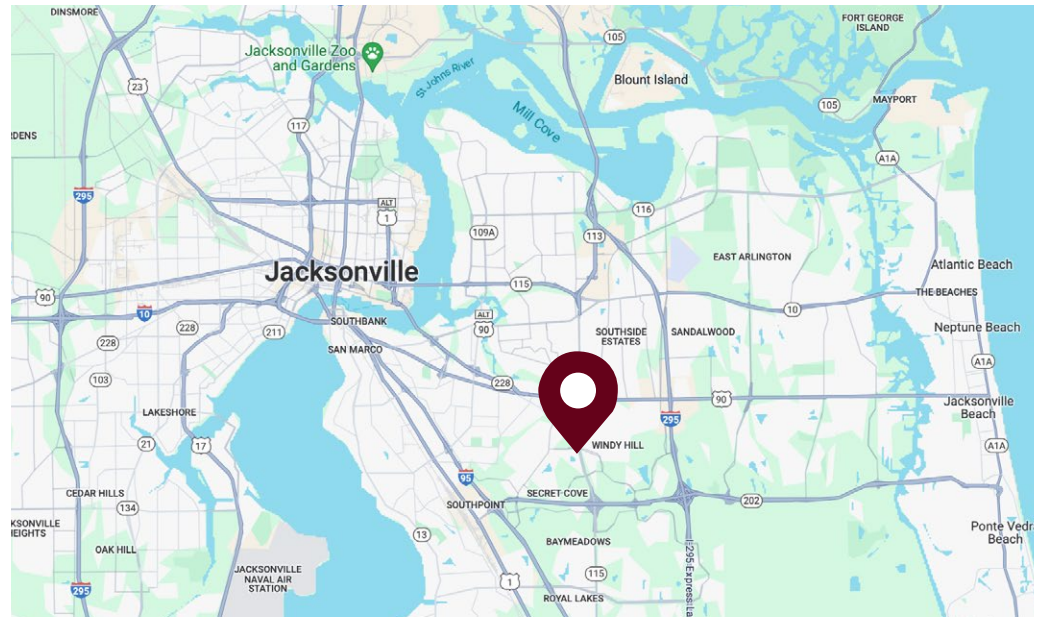 DINSMORE
FORT GEORGE
ISLAND
105
Jacksonville Zoo
and Gardens
St Johns River
Blount Island
23
Mill Cove
105
MAYPORT
117
RDENS
A1A
295
ALT
1
116
109A
113
EAST ARLINGTON
Jacksonville
Atlantic Beach
115
90
THE BEACHES
10
10
ALT
90
SOUTHBANK
228
211
SOUTHSIDE
ESTATES
SANDALWOOD
Neptune Beach
228
SAN MARCO
A1A
103
228
90
Jacksonville
Beach
LAKESHORE
295
21
17
WINDY HILL
A1A
95
CEDAR HILLS
SECRET COVE
202
SOUTHPOINT
134
KSONVILLE
HEIGHTS
Ponte Vedr
Beach
13
OAK HILL
BAYMEADOWS
I-295 Express La
JACKSONVILLE
NAVAL AIR
STATION
115
1
295
ROYAL LAKES